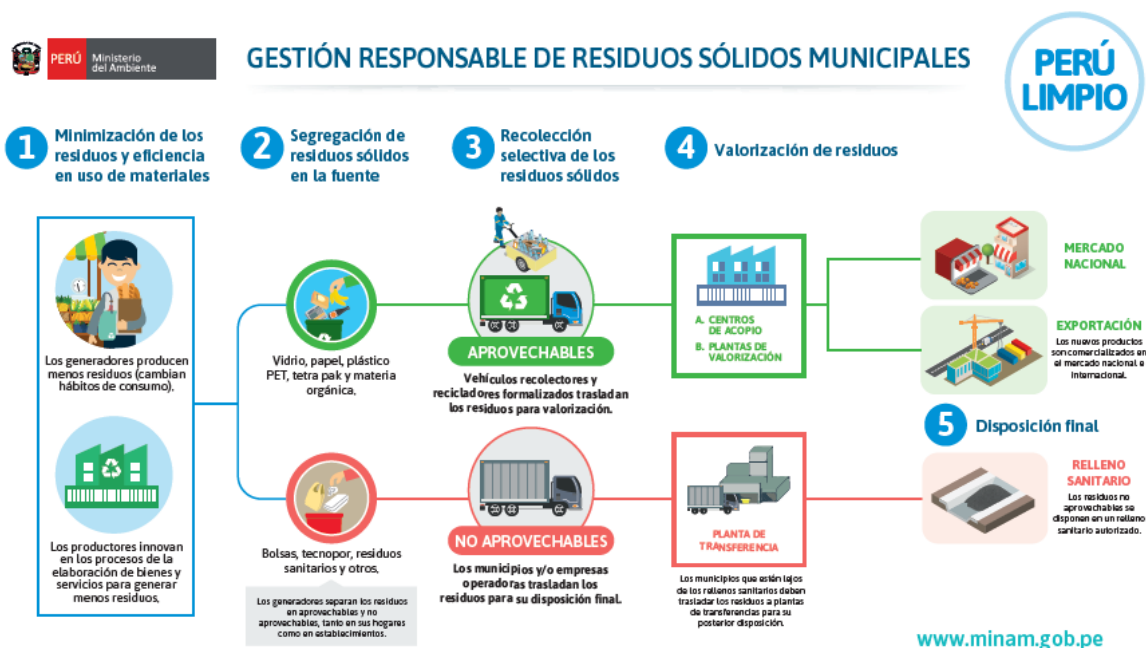 PERÚ
Ministerio
del Ambiente
GESTIÓN RESPONSABLE DE RESIDUOS SÓLIDOS MUNICIPALES
PERÚ
LIMPIO
1
Minimización de los
residuos y eficiencia
en uso de materiales
2
Segregación de
residuos sólidos
en la fuente
3
Recolección
selectiva de los
residuos sólidos
4
Valorización de residuos
Los generadores producen
menos residuos (cambian
hábitos de consumo).
Los productores innovan
en los procesos de la
elaboración de bienes y
servicios para generar
menos residuos.
Vidrio, papel, plástico
PET, tetra pak y materia
orgánica.
Bolsas, tecnopor, residuos
sanitarios y otros.
Los generadores separan los residuos
en aprovechables y no
aprovechables, tanto en sus hogares
como en establecimientos.
APROVECHABLES
Vehículos recolectores y
recicladores formalizados trasladan
los residuos para valorización.
NO APROVECHABLES
Los municipios y/o empresas
operadoras trasladan los
residuos para su disposición final.
A. CENTROS
DE ACOPIO
B. PLANTAS DE
VALORIZACIÓN
PLANTA DE
TRANSFERENCIA
Los municipios que están lejos
de los rellenos sanitarios deben
trasladar los residuos a plantas
de transferencias para su
posterior disposición.
MERCADO
NACIONAL
EXPORTACIÓN
Los nuevos productos
son comercializados en
el mercado nacional e
internacional.
5
Disposición final
RELLENO
SANITARIO
Los residuos no
aprovechables se
disponen en un relleno
sanitario autorizado.
www.minam.gob.pe